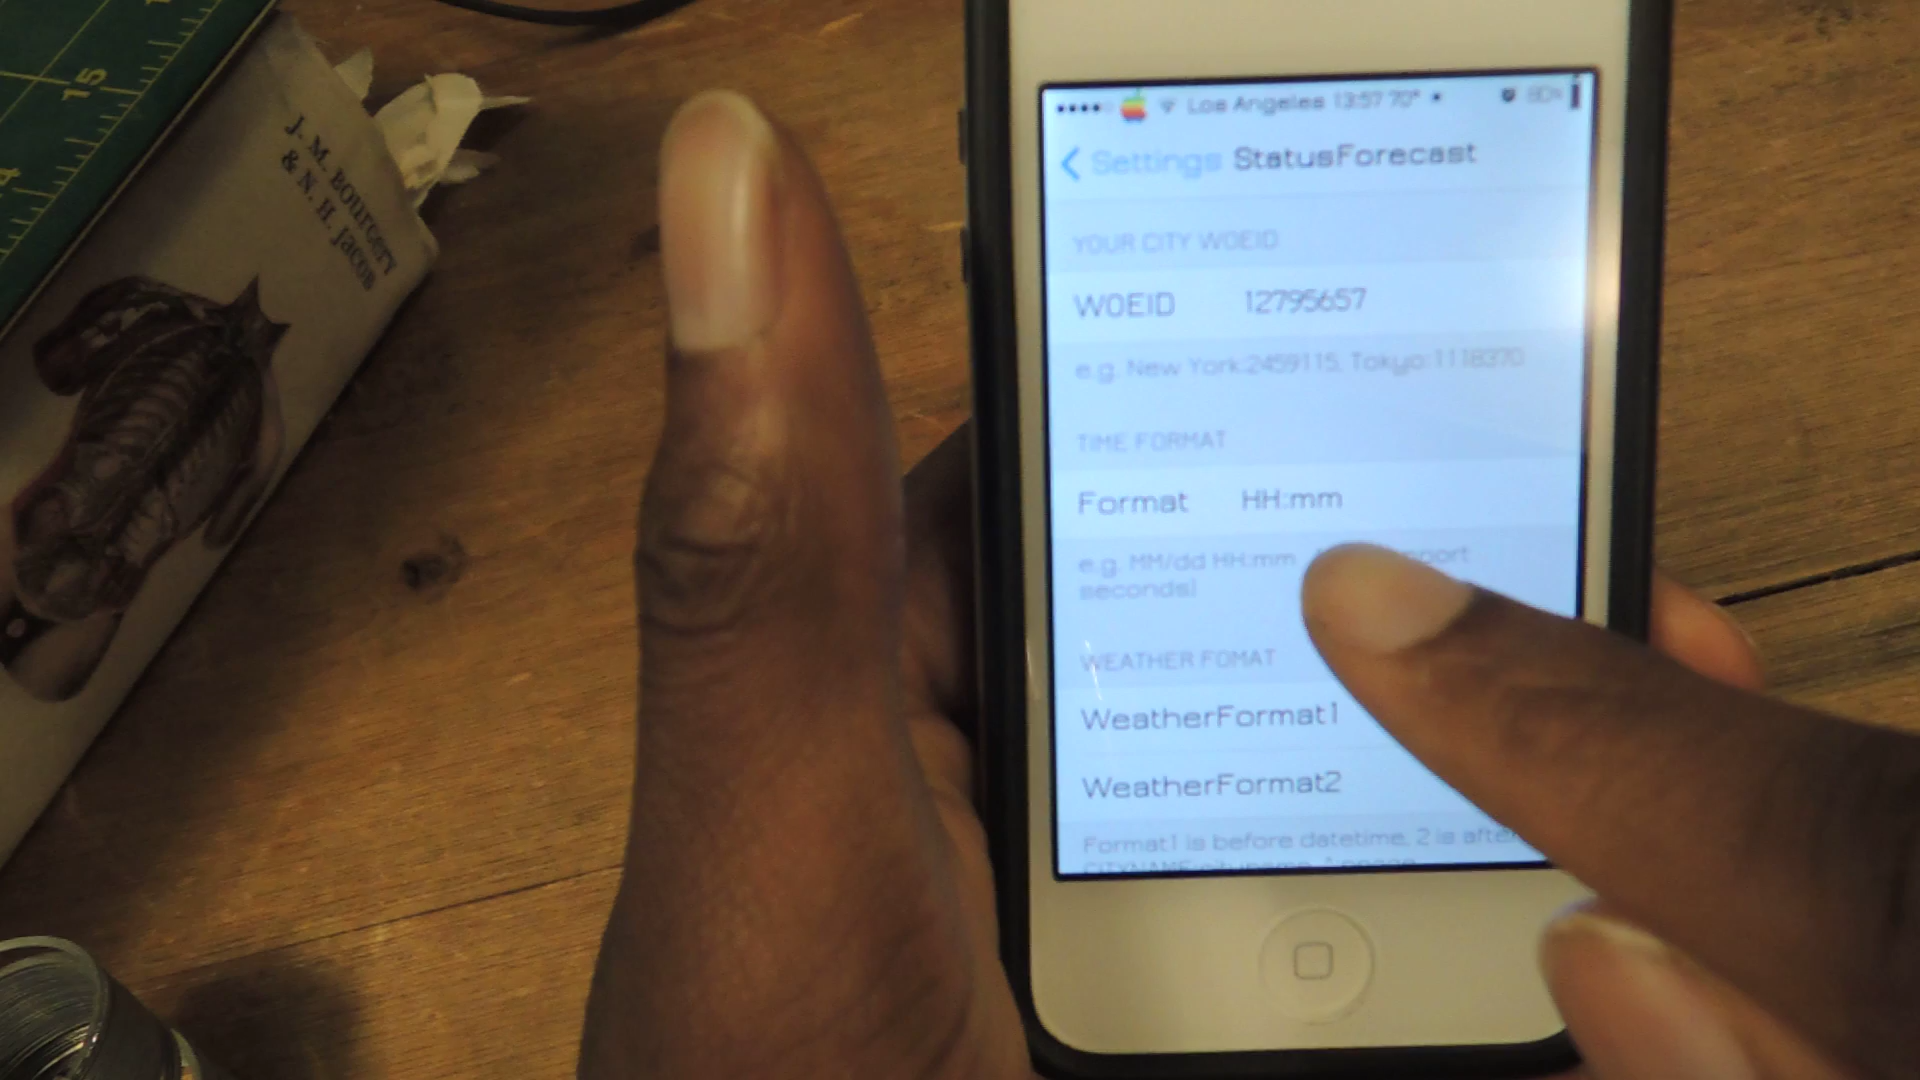 15
J. M. BOURGERY
& N. H. JACOB
Los Angeles 13:57 70°
Settings StatusForecast
YOUR CITY WOEID
WOEID 12795657
e.g. New York:2459115, Tokyo:1118370
TIME FORMAT
Format HH:mm
e.g. MM/dd HH:mm
seconds)
WEATHER FOMAT
WeatherFormat1
WeatherFormat2
Format1 is before datetime, 2 is after